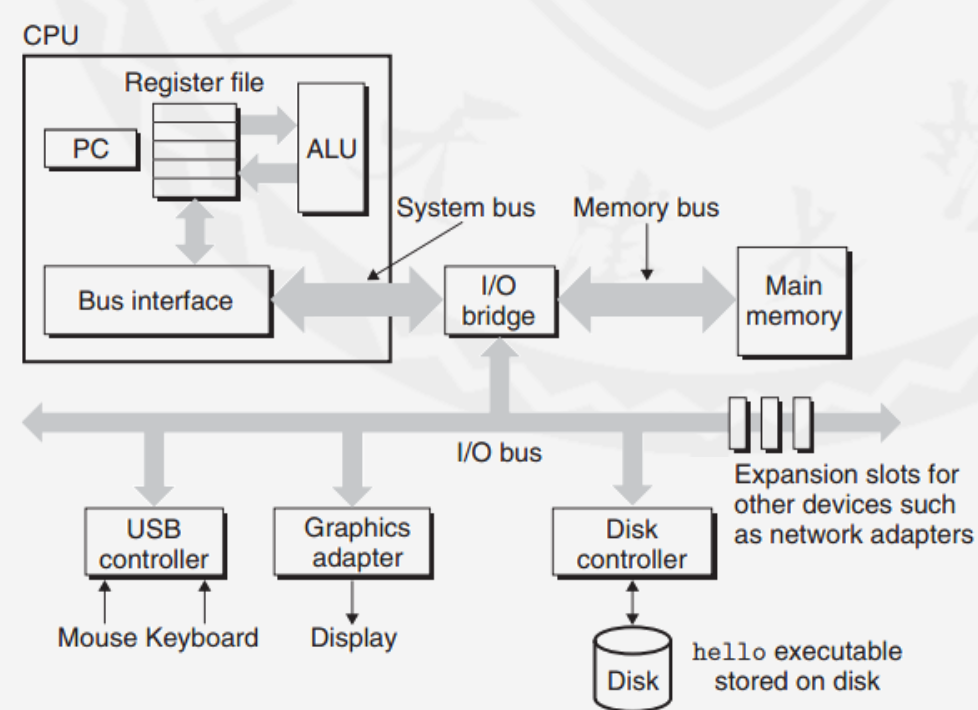 CPU
Register file
PC
ALU
System bus
Memory bus
Bus interface
I/O
bridge
Main
memory
I/O bus
Expansion slots for
other devices such
as network adapters
USB
controller
Graphics
adapter
Disk
controller
Mouse Keyboard
Display
Disk
hello executable
stored on disk